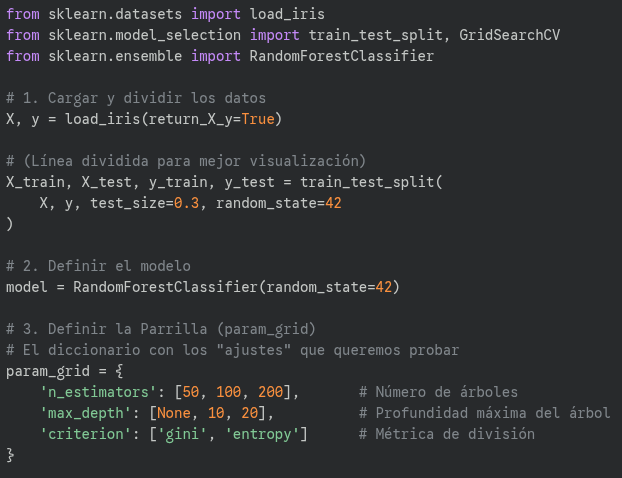 from sklearn.datasets import load_iris
from sklearn.model_selection import train_test_split, GridSearchCV
from sklearn.ensemble import RandomForestClassifier

# 1. Cargar y dividir los datos
X, y = load_iris(return_X_y=True)

# (Línea dividida para mejor visualización)
X_train, X_test, y_train, y_test = train_test_split(
    X, y, test_size=0.3, random_state=42
)

# 2. Definir el modelo
model = RandomForestClassifier(random_state=42)

# 3. Definir la Parrilla (param_grid)
# El diccionario con los "ajustes" que queremos probar
param_grid = {
    'n_estimators': [50, 100, 200],       # Número de árboles
    'max_depth': [None, 10, 20],          # Profundidad máxima del árbol
    'criterion': ['gini', 'entropy']      # Métrica de división
}